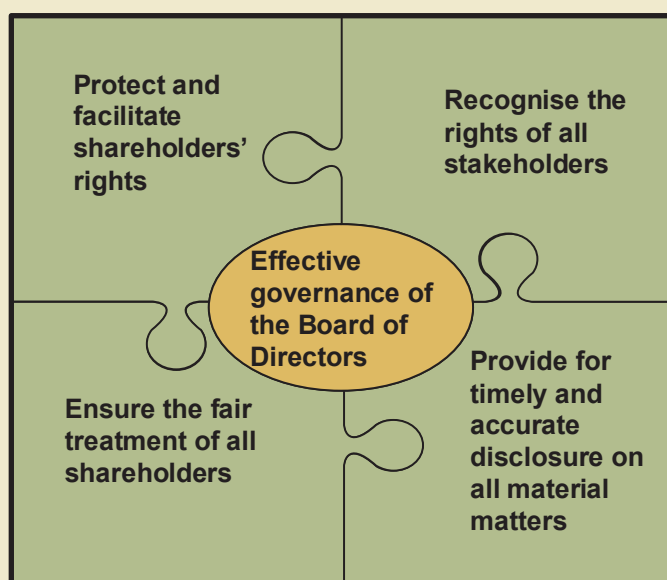 Protect and
facilitate
shareholders'
rights
Recognise the
rights of all
stakeholders
Effective
governance of
the Board of
Directors
Ensure the fair
treatment of all
shareholders
Provide for
timely and
accurate
disclosure on
all material
matters